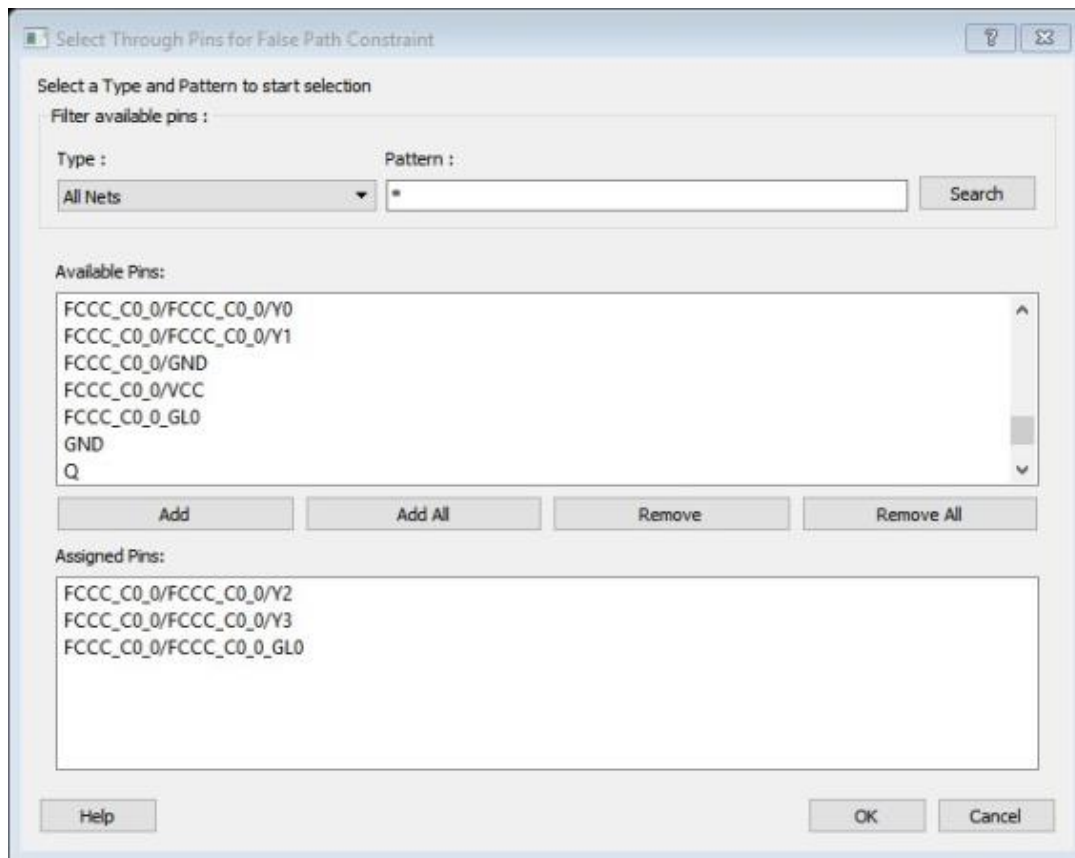 Select Through Pins for False Path Constraint
Select a Type and Pattern to start selection
Filter available pins :
Type :
Pattern :
All Nets
*
Search
Available Pins:
FCCC_C0_0/FCCC_C0_0/Y0
FCCC_C0_0/FCCC_C0_0/Y1
FCCC_C0_0/GND
FCCC_C0_0/VCC
FCCC_C0_0_GL0
GND
Q
Add
Add All
Remove
Remove All
Assigned Pins:
FCCC_C0_0/FCCC_C0_0/Y2
FCCC_C0_0/FCCC_C0_0/Y3
FCCC_C0_0/FCCC_C0_0_GL0
Help
OK
Cancel